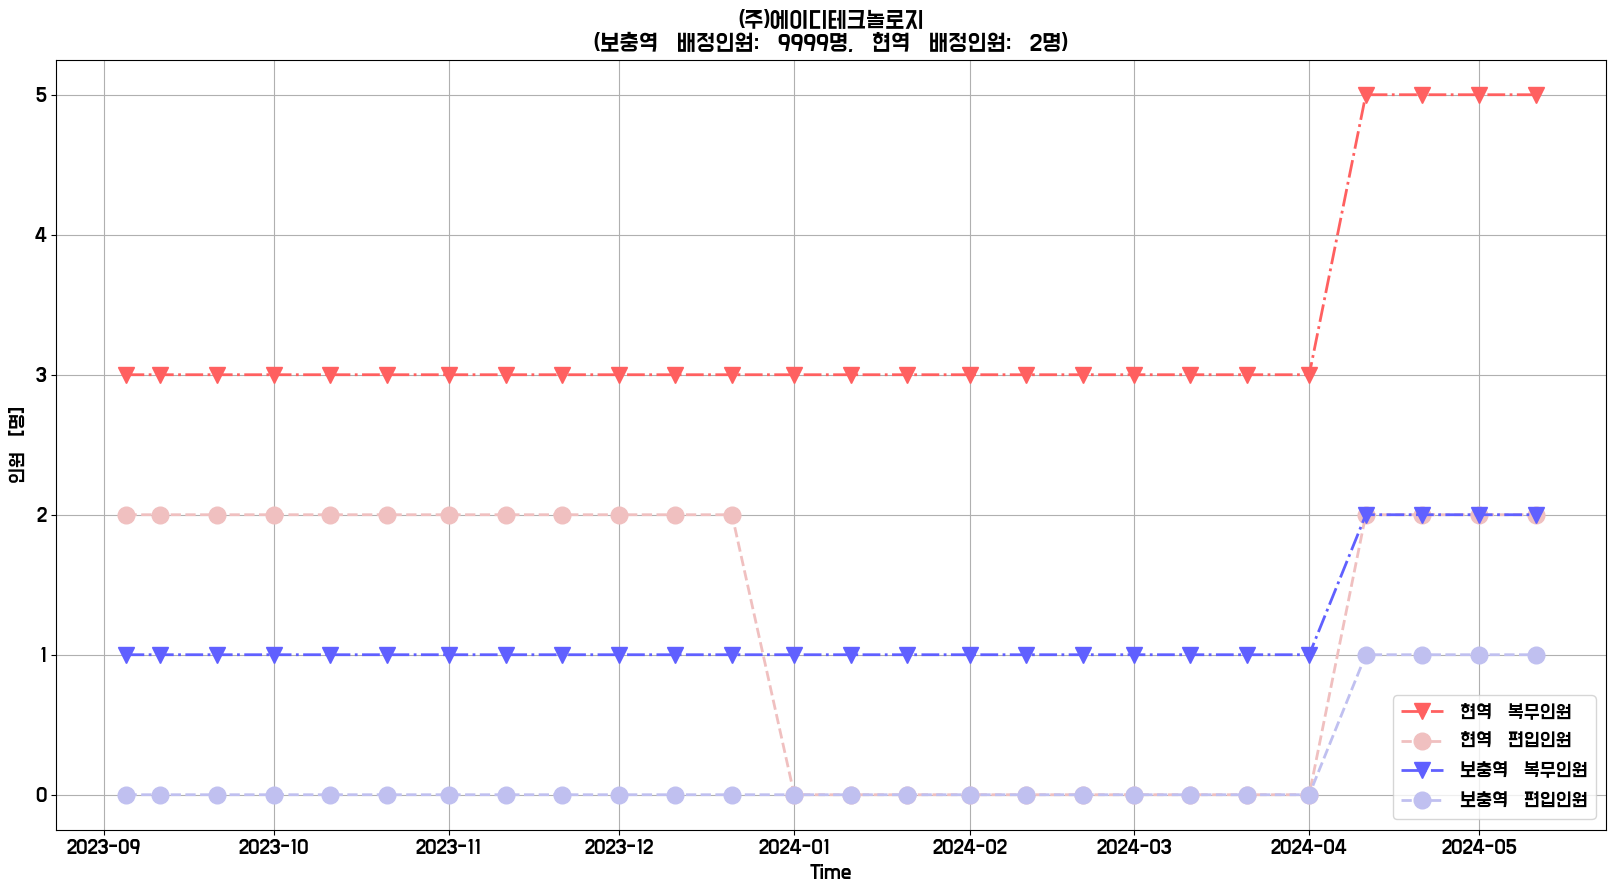 (주)에이디테크놀로지
(보충역 배정인원: 9999명, 현역 배정인원: 2명)
5
4
3
2
1
0
인원 [명]
2023-09 2023-10 2023-11 2023-12 2024-01 2024-02 2024-03 2024-04 2024-05
Time
현역 복무인원
현역 편입인원
보충역 복무인원
보충역 편입인원